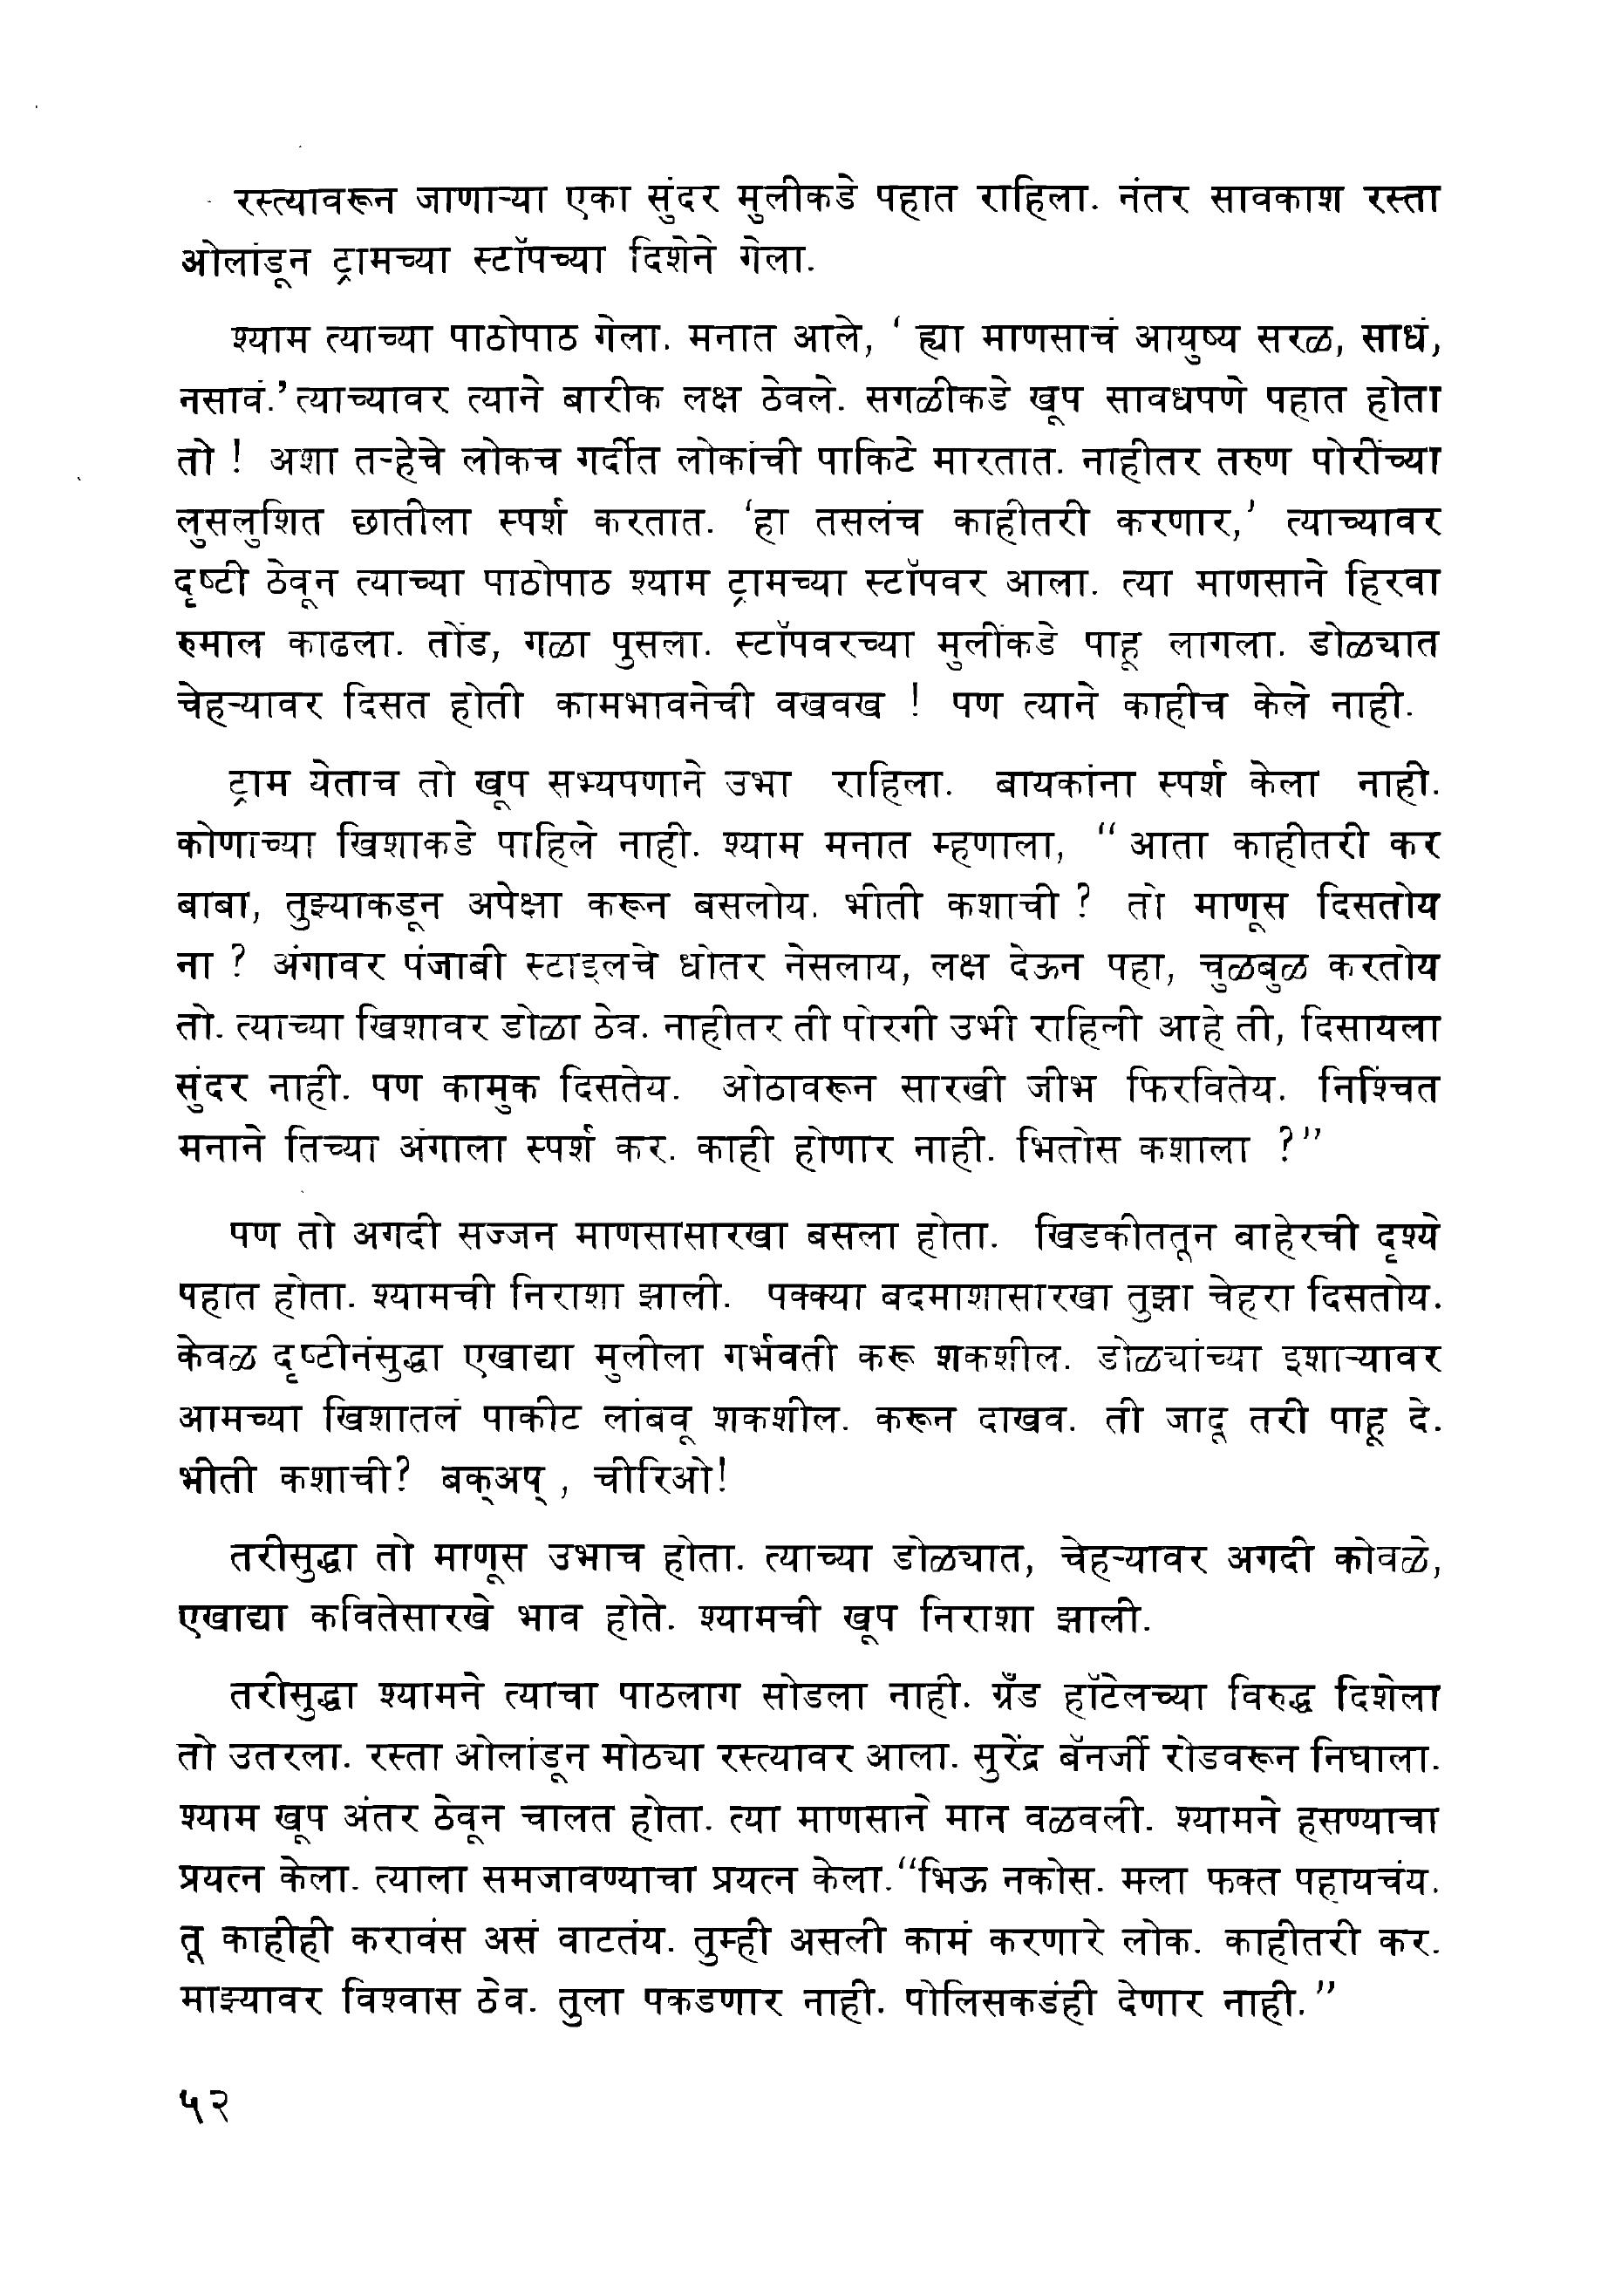 रस्त्यावरून जाणाऱ्या एका सुंदर मुलीकडे पहात राहिला. नंतर सावकाश रस्ता
ओलांडून ट्रामच्या स्टॉपच्या दिशेने गेला.
श्याम त्याच्या पाठोपाठ गेला. मनात आले, ‘ ह्या माणसाचं आयुष्य सरळ, साधं,
नसावं.’ त्याच्यावर त्याने बारीक लक्ष ठेवले. सगळीकडे खूप सावधपणे पहात होता
तो ! अशा तऱ्हेचे लोकच गर्दीत लोकांची पाकिटे मारतात. नाहीतर तरुण पोरींच्या
लुसलुशित छातीला स्पर्श करतात. ‘हा तसलंच काहीतरी करणार,’ त्याच्यावर
दृष्टी ठेवून त्याच्या पाठोपाठ श्याम ट्रामच्या स्टॉपवर आला. त्या माणसाने हिरवा
रुमाल काढला. तोंड, गळा पुसला. स्टॉपवरच्या मुलींकडे पाहू लागला. डोळ्यात
चेहऱ्यावर दिसत होती कामभावनेची वखवख ! पण त्याने काहीच केले नाही.
ट्राम येताच तो खूप सभ्यपणाने उभा राहिला. बायकांना स्पर्श केला नाही.
कोणाच्या खिशाकडे पाहिले नाही. श्याम मनात म्हणाला, “ आता काहीतरी कर
बाबा, तुझ्याकडून अपेक्षा करून बसलोय. भीती कशाची ? तो माणूस दिसतोय
ना ? अंगावर पंजाबी स्टाइलचे धोतर नेसलाय, लक्ष देऊन पहा, चुळबुळ करतोय
तो. त्याच्या खिशावर डोळा ठेव. नाहीतर ती पोरगी उभी राहिली आहे ती, दिसायला
सुंदर नाही. पण कामुक दिसतेय. ओठावरून सारखी जीभ फिरवितेय. निश्चिंत
मनाने तिच्या अंगाला स्पर्श कर. काही होणार नाही. भितोस कशाला ?”
पण तो अगदी सज्जन माणसासारखा बसला होता. खिडकीततून बाहेरची दृश्ये
पहात होता. श्यामची निराशा झाली. पक्क्या बदमाशासारखा तुझा चेहरा दिसतोय.
केवळ दृष्टीनंसुद्धा एखाद्या मुलीला गर्भवती करू शकशील. डोळ्यांच्या इशाऱ्यावर
आमच्या खिशातलं पाकीट लांबवू शकशील. करून दाखव. ती जादू तरी पाहू दे.
भीती कशाची? बक्अप् , चीरिओ!
तरीसुद्धा तो माणूस उभाच होता. त्याच्या डोळ्यात, चेहऱ्यावर अगदी कोवळे,
एखाद्या कवितेसारखे भाव होते. श्यामची खूप निराशा झाली.
तरीसुद्धा श्यामने त्याचा पाठलाग सोडला नाही. ग्रँड हॉटेलच्या विरुद्ध दिशेला
तो उतरला. रस्ता ओलांडून मोठ्या रस्त्यावर आला. सुरेंद्र बॅनर्जी रोडवरून निघाला.
श्याम खूप अंतर ठेवून चालत होता. त्या माणसाने मान वळवली. श्यामने हसण्याचा
प्रयत्न केला. त्याला समजावण्याचा प्रयत्न केला.“भिऊ नकोस. मला फक्त पहायचंय.
तू काहीही करावंस असं वाटतंय. तुम्ही असली कामं करणारे लोक. काहीतरी कर.
माझ्यावर विश्वास ठेव. तुला पकडणार नाही. पोलिसकडंही देणार नाही.”
५२